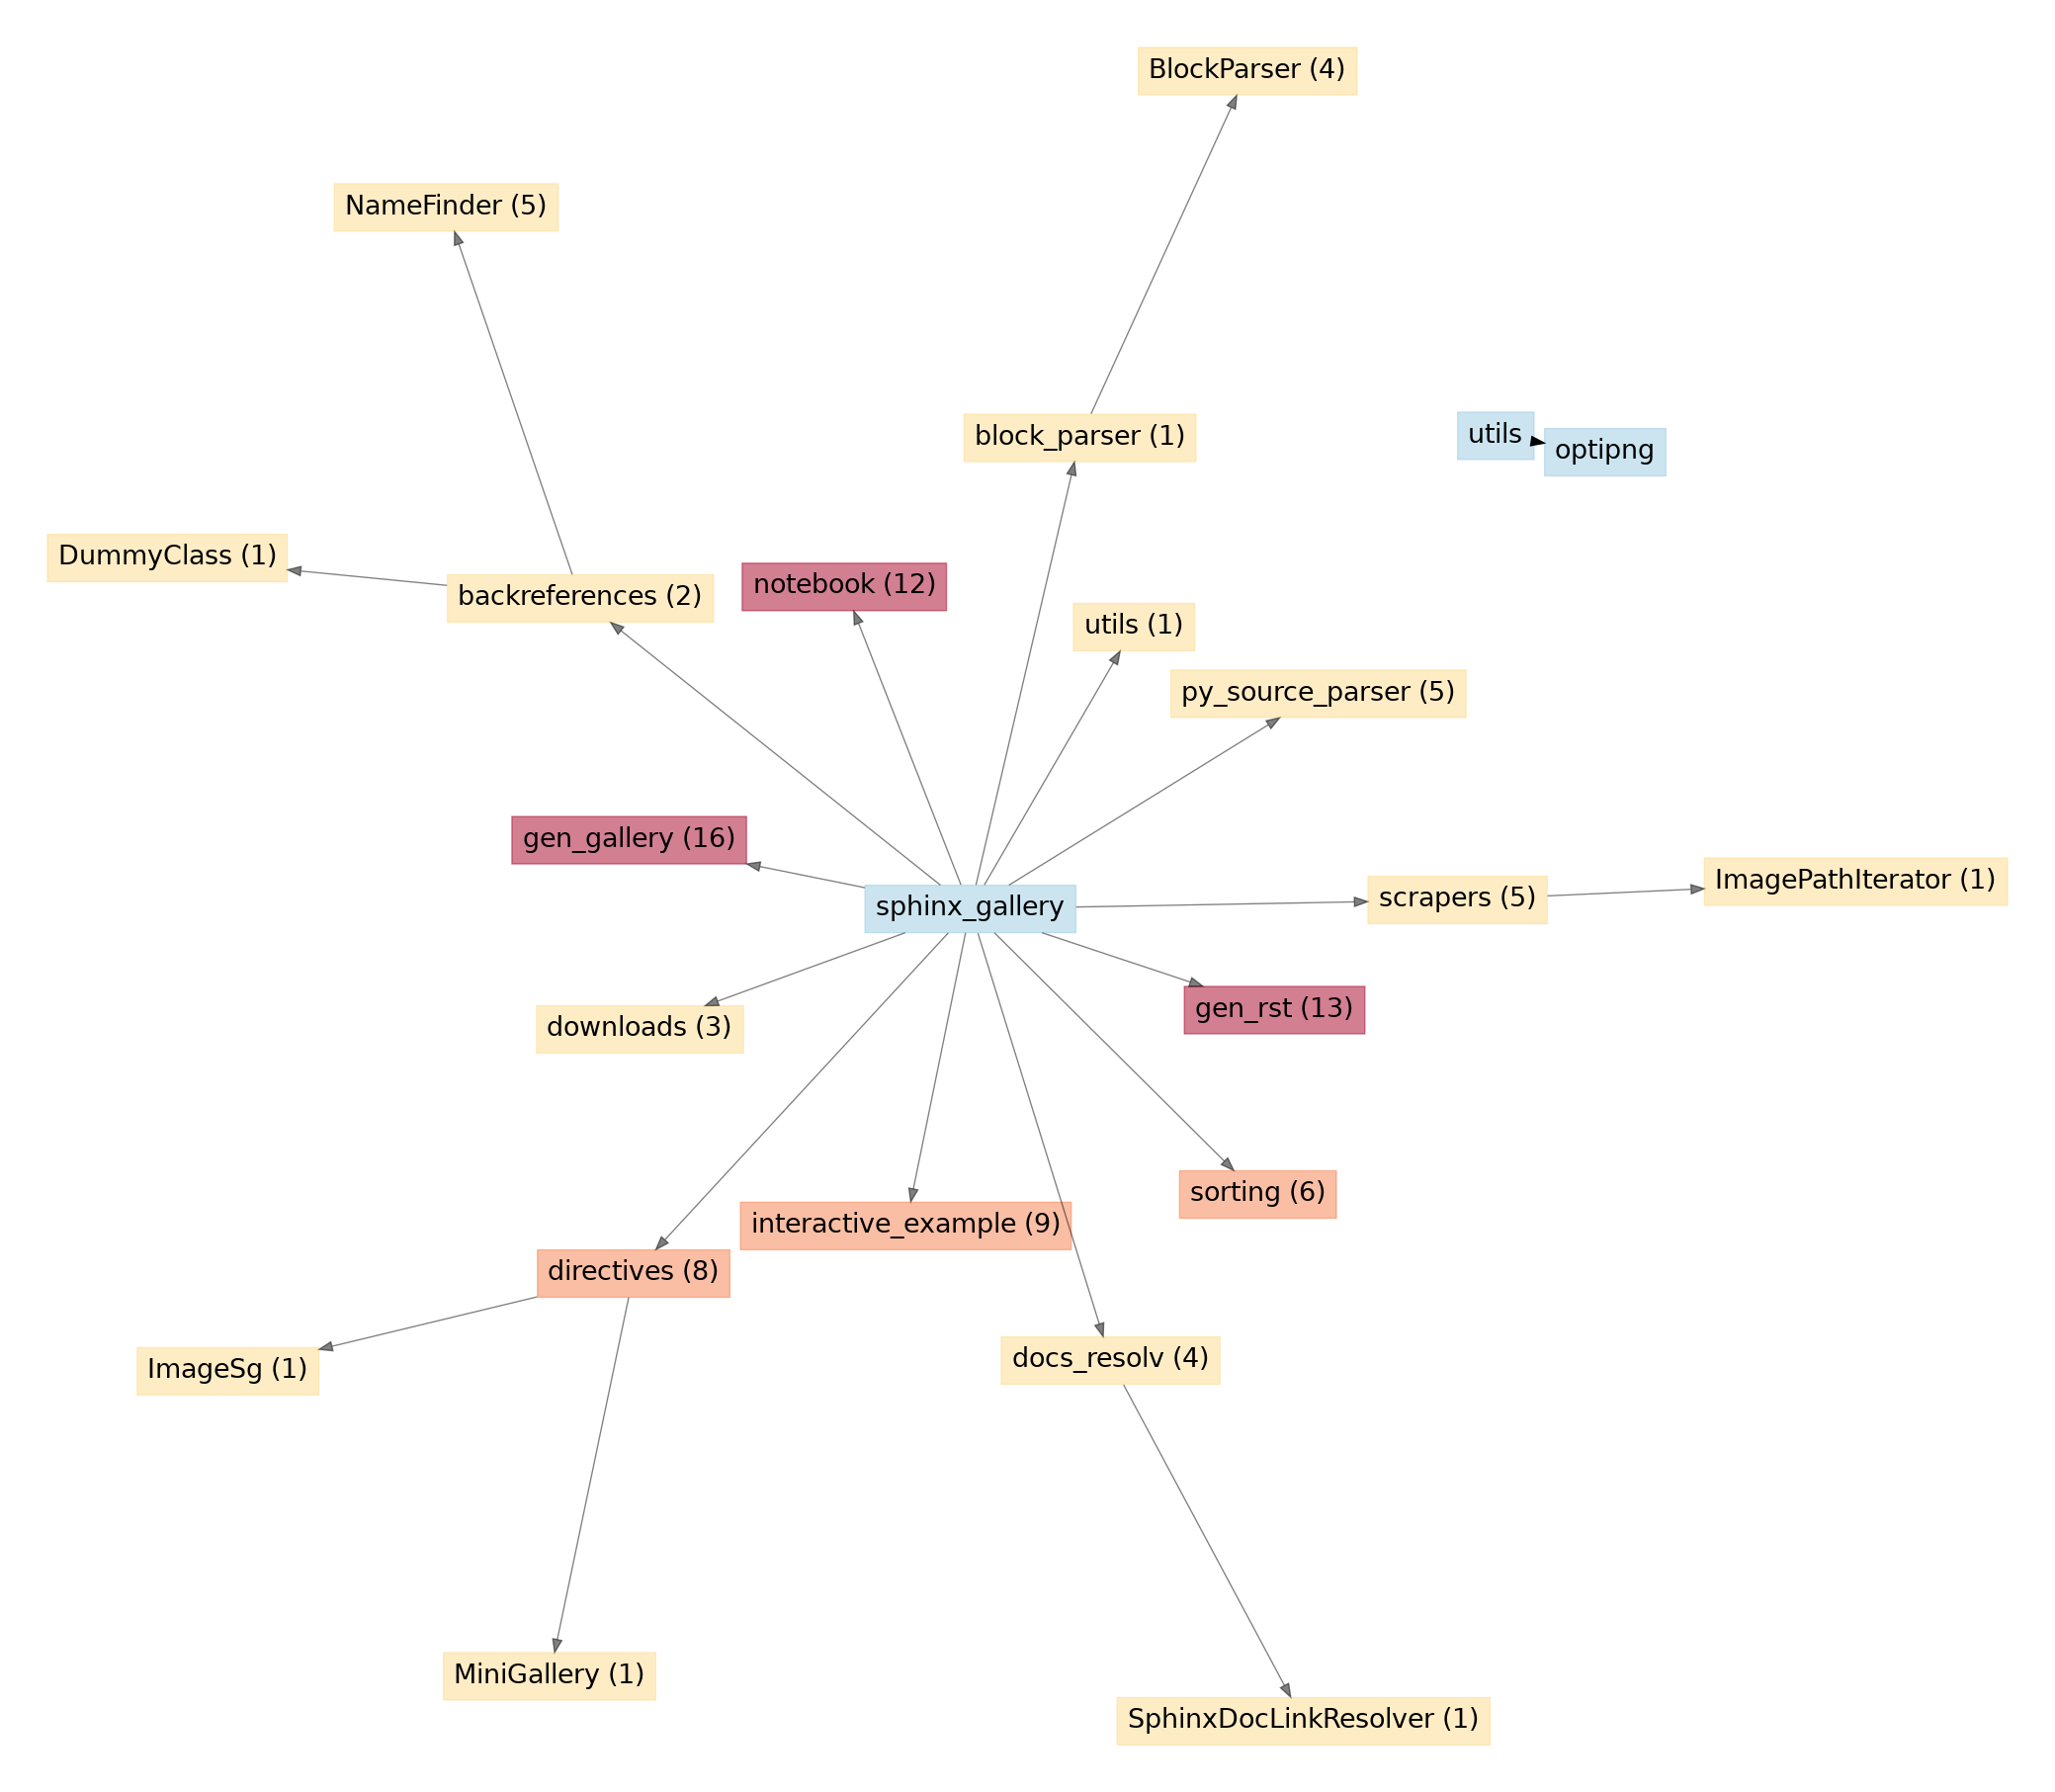 BlockParser (4)
NameFinder (5)
block_parser (1)
utils
optipng
DummyClass (1)
backreferences (2)
notebook (12)
utils (1)
py_source_parser (5)
gen_gallery (16)
sphinx_gallery
scrapers (5)
ImagePathIterator (1)
downloads (3)
gen_rst (13)
sorting (6)
interactive_example (9)
directives (8)
ImageSg (1)
docs_resolv (4)
MiniGallery (1)
SphinxDocLinkResolver (1)